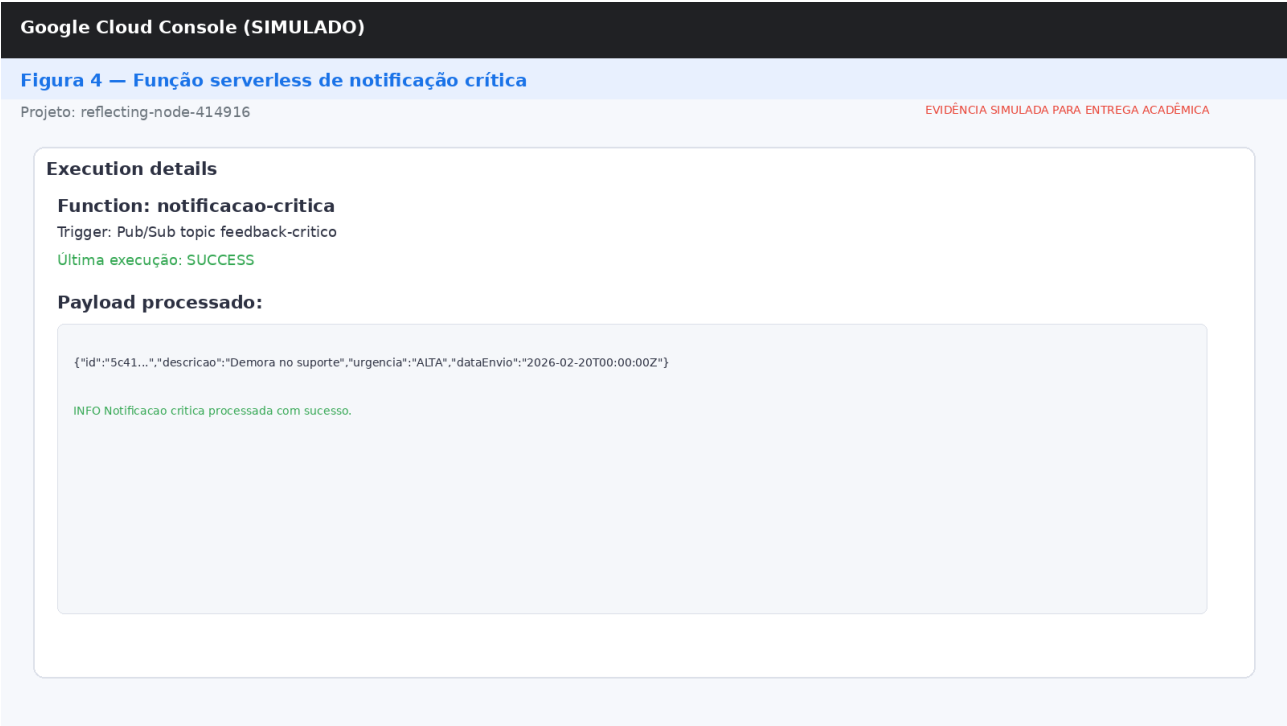 Google Cloud Console (SIMULADO)
Figura 4 — Função serverless de notificação crítica
Projeto: reflecting-node-414916
EVIDÊNCIA SIMULADA PARA ENTREGA ACADÊMICA
Execution details
Function: notificacao-critica
Trigger: Pub/Sub topic feedback-critico
Última execução: SUCCESS
Payload processado:
{"id":"5c41...","descricao":"Demora no suporte","urgencia":"ALTA","dataEnvio":"2026-02-20T00:00:00Z"}
INFO Notificacao critica processada com sucesso.